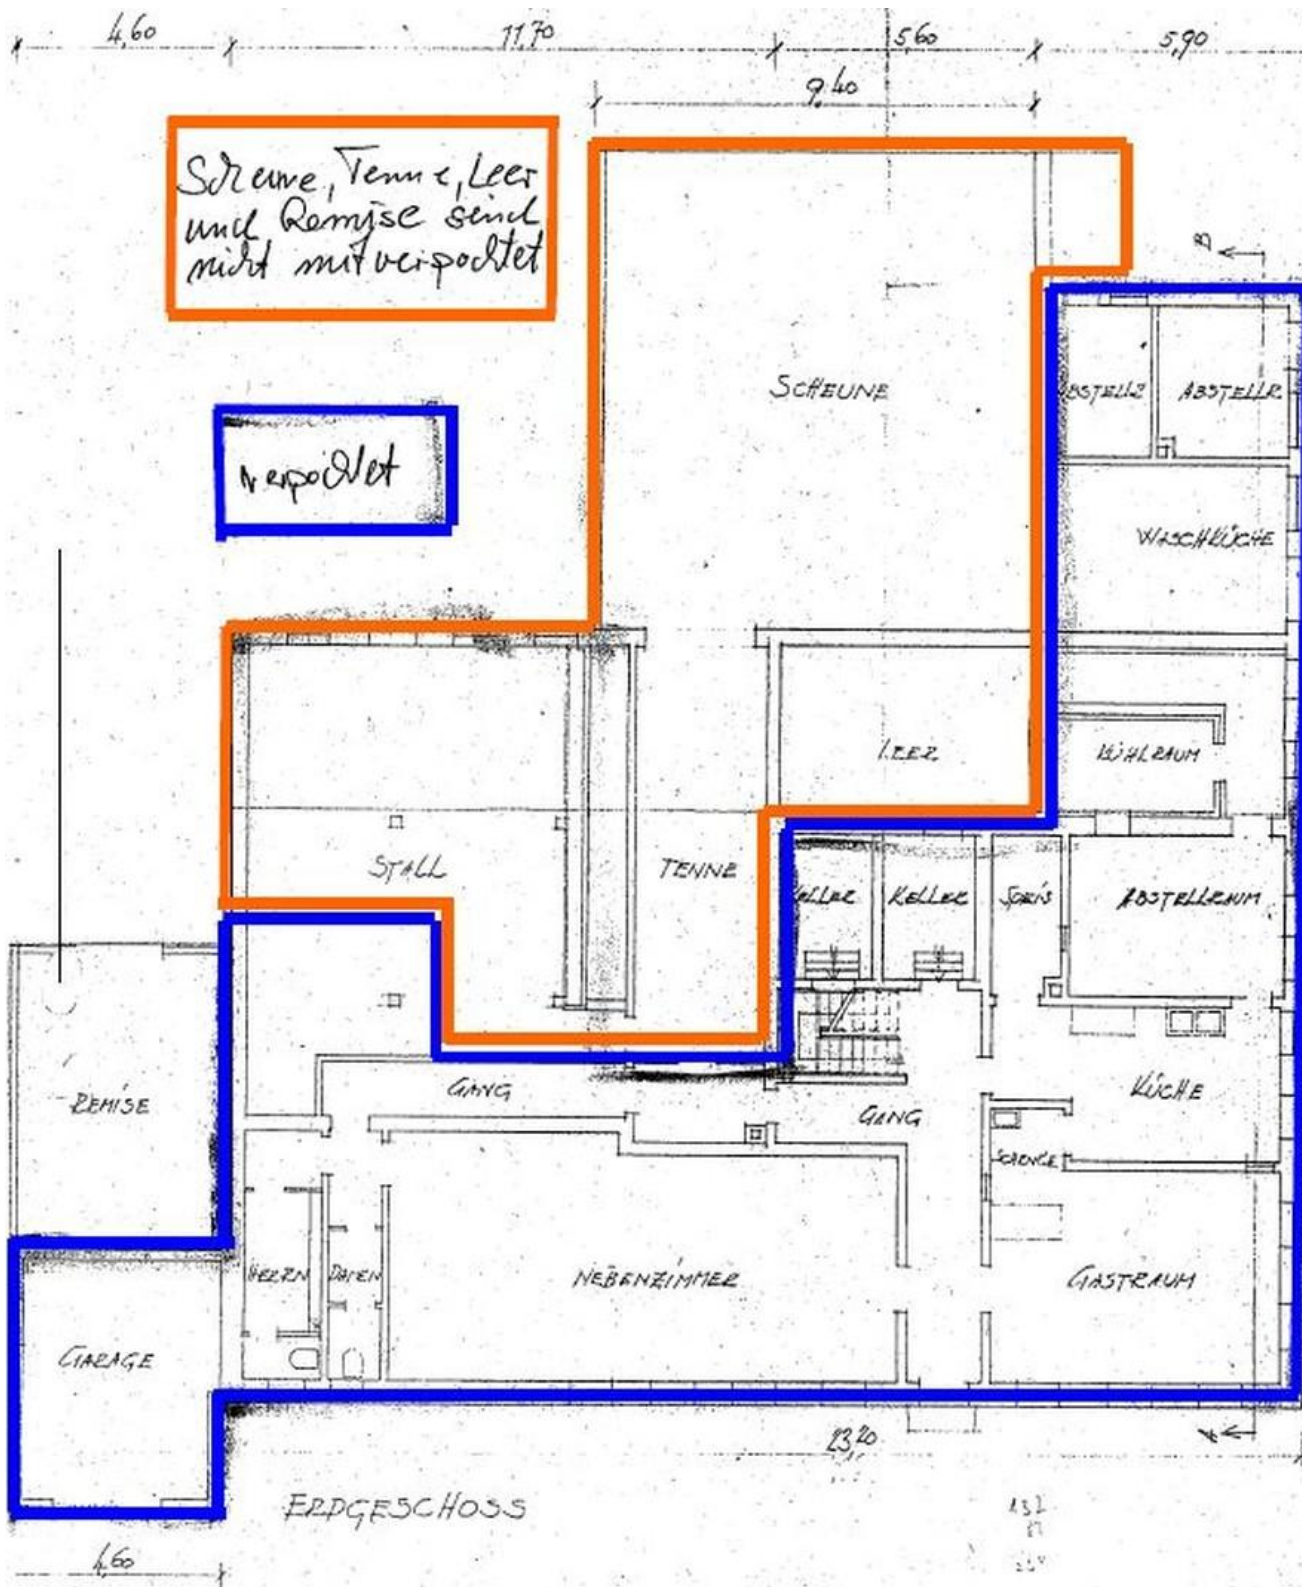 4,60
11,70
5,60
5,90
9,40
Scheune, Tenne, Leer
und Remise sind
nicht mitverpachtet
B
SCHEUNE
ABSTELLR
verpachtet
WASCHKÜCHE
LEER
KÜHLRAUM
STALL
TENNE
KELLER
KELLER
SPEIS
ABSTELLRAUM
REMISE
GANG
GANG
KÜCHE
SCHENKE
HERRN
DAMEN
NEBENZIMMER
GASTRAUM
GARAGE
23,20
A
ERDGESCHOSS
4,60